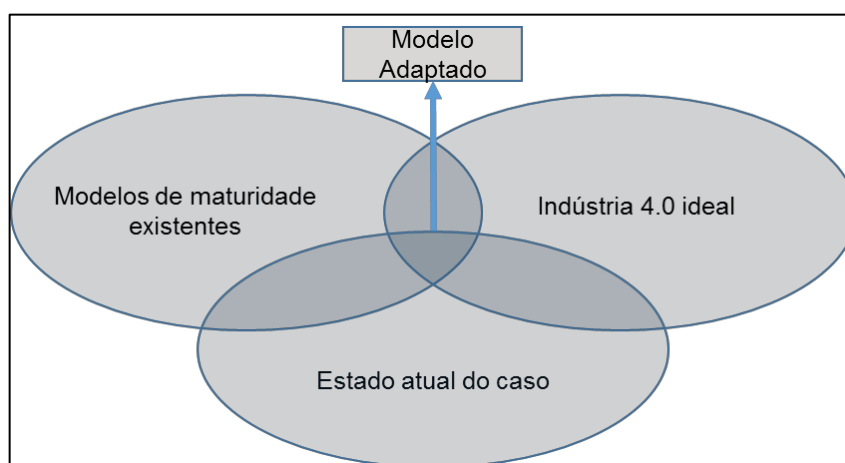 Modelo
Adaptado
Modelos de maturidade
existentes
Indústria 4.0 ideal
Estado atual do caso